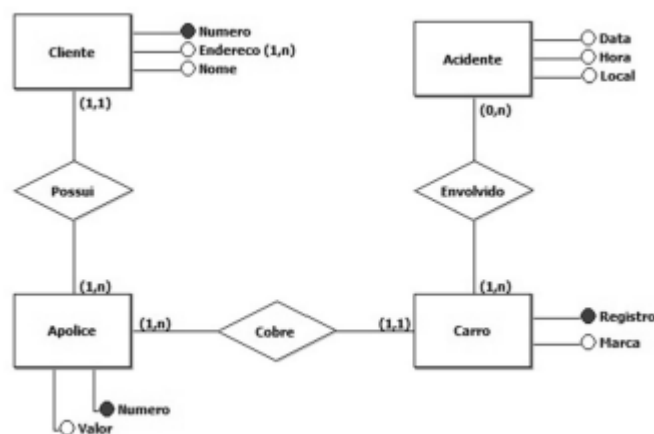 Cliente
Numero
Endereco (1,n)
Nome
(1,1)
Possui
(1,n)
Apolice
Valor
Numero
(1,n)
Cobre
(1,1)
Acidente
Data
Hora
Local
(0,n)
Envolvido
(1,n)
Carro
Registro
Marca